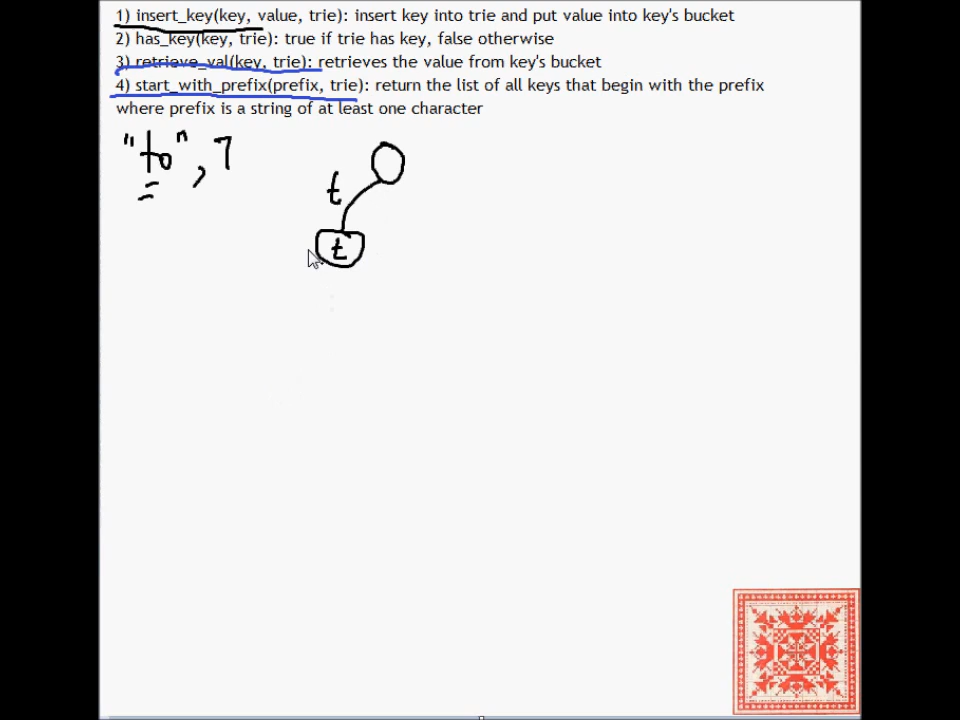 1) insert_key(key, value, trie): insert key into trie and put value into key's bucket
2) has_key(key, trie): true if trie has key, false otherwise
3) retrieve_val(key, trie): retrieves the value from key's bucket
4) start_with_prefix(prefix, trie): return the list of all keys that begin with the prefix
where prefix is a string of at least one character
"to", 7
t
t